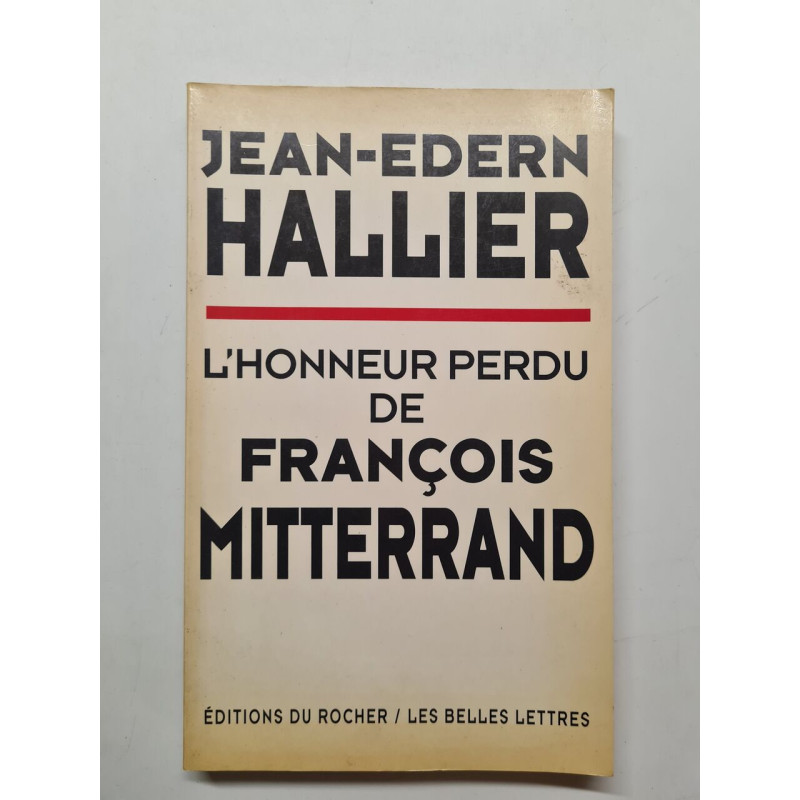 JEAN-EDERN
HALLIER
L'HONNEUR PERDU
DE
FRANÇOIS
MITTERRAND
ÉDITIONS DU ROCHER / LES BELLES LETTRES